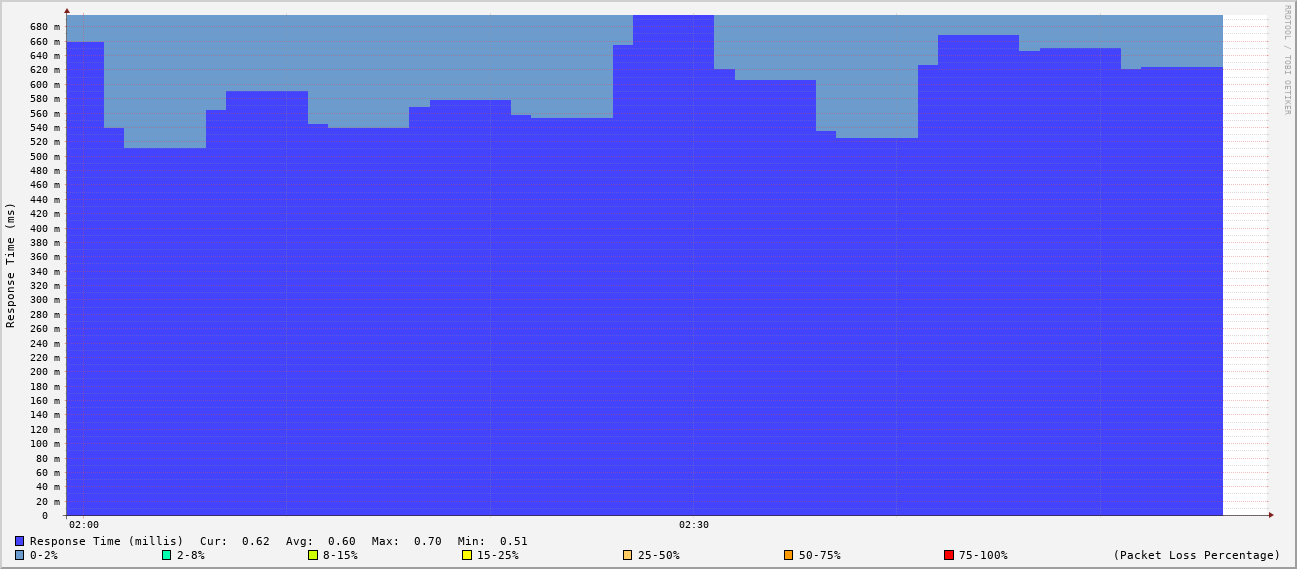 RRDTOOL / TOBI OETIKER
Response Time (ms)
680 m
660 m
640 m
620 m
600 m
580 m
560 m
540 m
520 m
500 m
480 m
460 m
440 m
420 m
400 m
380 m
360 m
340 m
320 m
300 m
280 m
260 m
240 m
220 m
200 m
180 m
160 m
140 m
120 m
100 m
80 m
60 m
40 m
20 m
0
02:00 02:30
Response Time (millis) Cur: 0.62 Avg: 0.60 Max: 0.70 Min: 0.51
0-2% 2-8% 8-15% 15-25% 25-50% 50-75% 75-100% (Packet Loss Percentage)